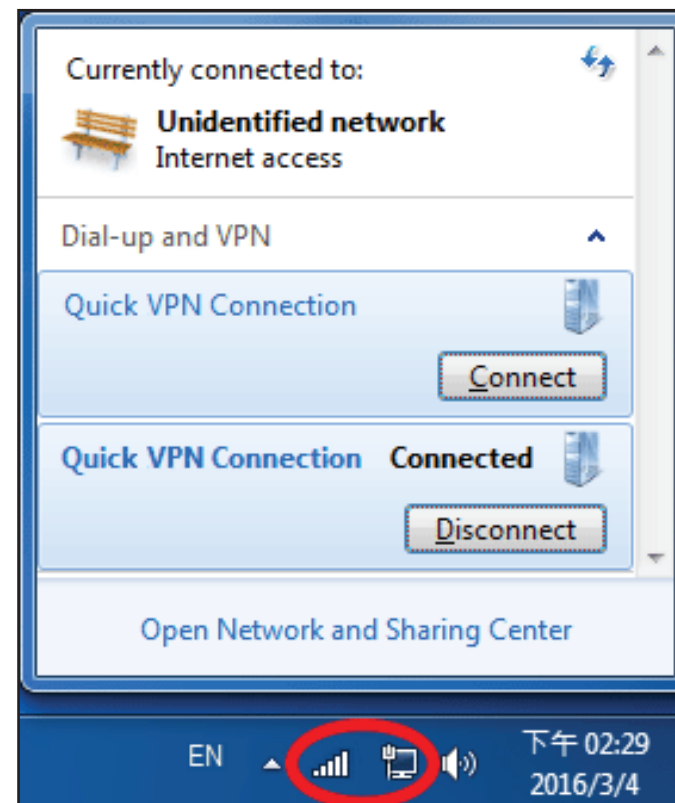 Currently connected to:
Unidentified network
Internet access
Dial-up and VPN
Quick VPN Connection
Connect
Quick VPN Connection Connected
Disconnect
Open Network and Sharing Center
EN
下午 02:29
2016/3/4